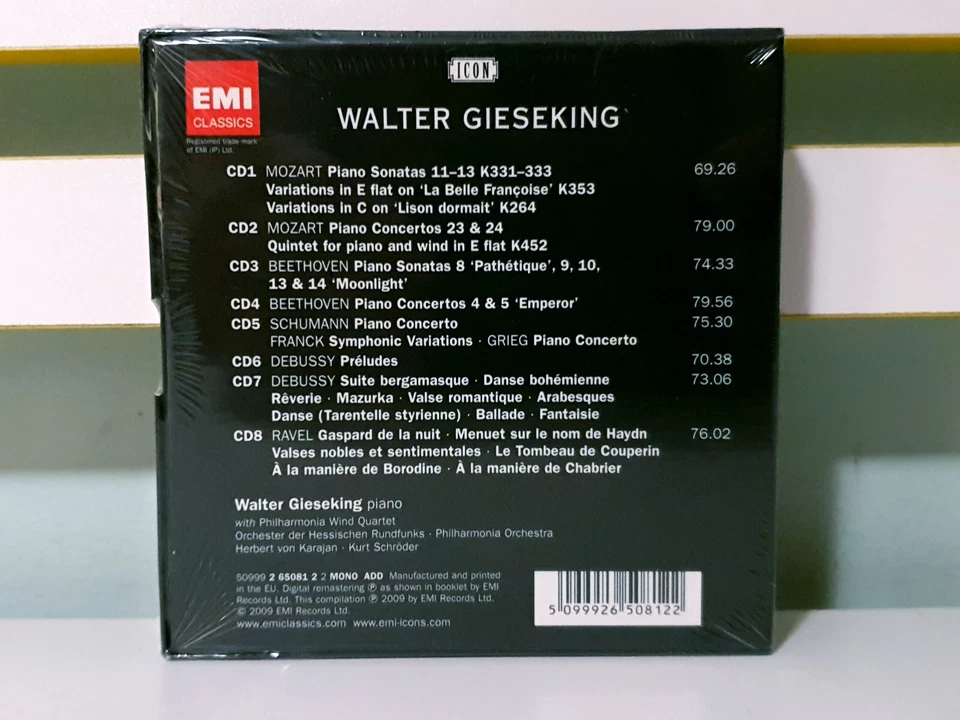 ICON
EMI
CLASSICS
Registered trade mark
of EMI (IP) Ltd.
WALTER GIESEKING
CD1 MOZART Piano Sonatas 11–13 K331–333 69.26
Variations in E flat on ‘La Belle Françoise’ K353
Variations in C on ‘Lison dormait’ K264
CD2 MOZART Piano Concertos 23 & 24 79.00
Quintet for piano and wind in E flat K452
CD3 BEETHOVEN Piano Sonatas 8 ‘Pathétique’, 9, 10, 74.33
13 & 14 ‘Moonlight’
CD4 BEETHOVEN Piano Concertos 4 & 5 ‘Emperor’ 79.56
CD5 SCHUMANN Piano Concerto 75.30
FRANCK Symphonic Variations · GRIEG Piano Concerto
CD6 DEBUSSY Préludes 70.38
CD7 DEBUSSY Suite bergamasque · Danse bohémienne 73.06
Rêverie · Mazurka · Valse romantique · Arabesques
Danse (Tarentelle styrienne) · Ballade · Fantaisie
CD8 RAVEL Gaspard de la nuit · Menuet sur le nom de Haydn 76.02
Valses nobles et sentimentales · Le Tombeau de Couperin
À la manière de Borodine · À la manière de Chabrier
Walter Gieseking piano
with Philharmonia Wind Quartet
Orchester der Hessischen Rundfunks · Philharmonia Orchestra
Herbert von Karajan · Kurt Schröder
50999 2 65081 2 2 MONO ADD Manufactured and printed
in the EU. Digital remastering ℗ as shown in booklet by EMI
Records Ltd. This compilation ℗ 2009 by EMI Records Ltd.
© 2009 EMI Records Ltd.
www.emiclassics.com www.emi-icons.com
5 099926 508122